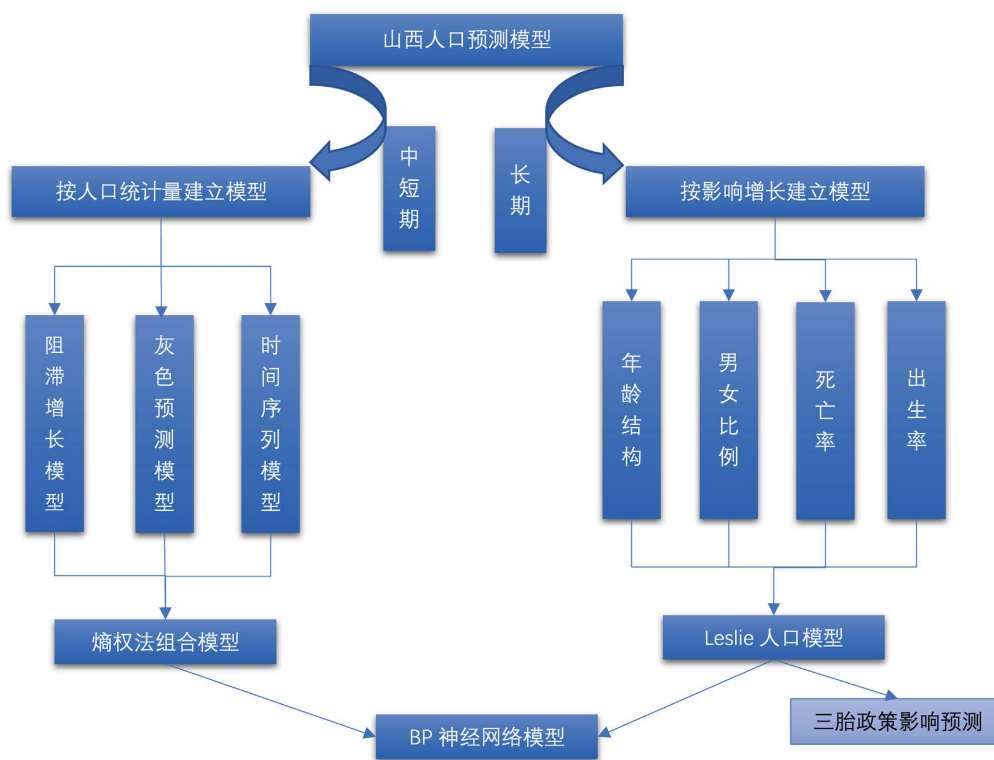 山西人口预测模型
中短期
长期
按人口统计量建立模型
按影响增长建立模型
阻滞增长模型
灰色预测模型
时间序列模型
年龄结构
男女比例
死亡率
出生率
熵权法组合模型
Leslie 人口模型
三胎政策影响预测
BP 神经网络模型